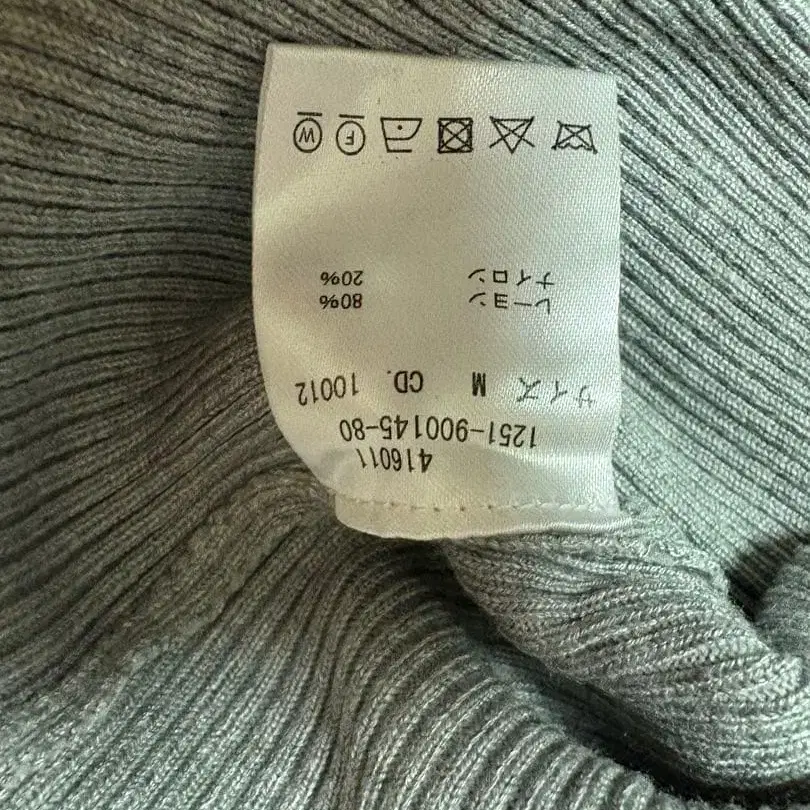 416011
1251-900145-80
サイズ M CD. 10012
レーヨン 80%
ナイロン 20%
F W